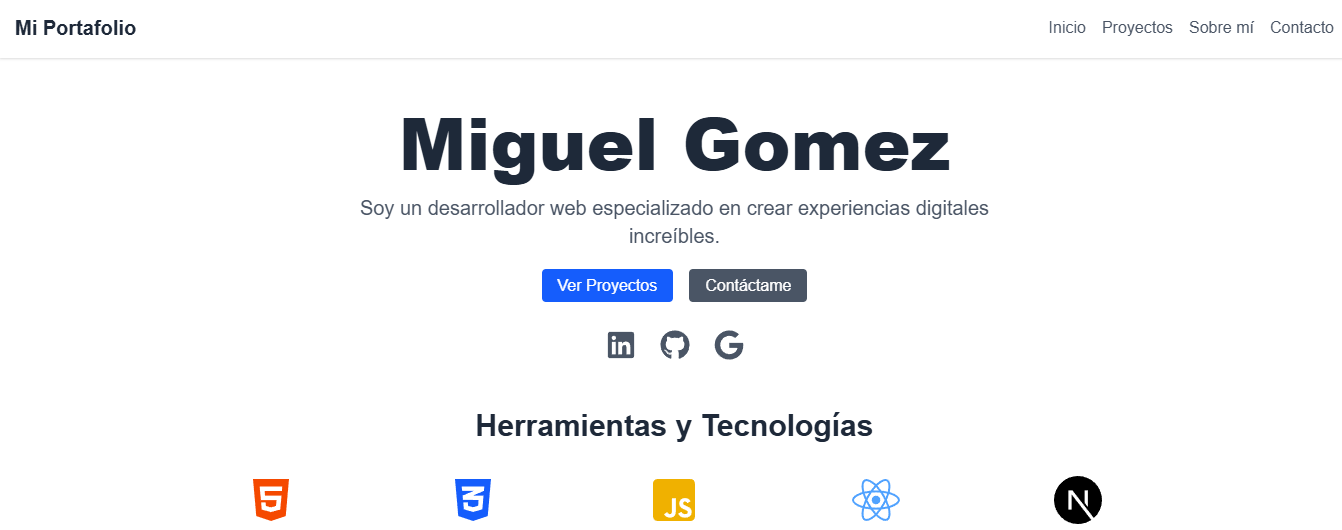 Mi Portafolio
Inicio Proyectos Sobre mí Contacto
Miguel Gomez
Soy un desarrollador web especializado en crear experiencias digitales
increíbles.
Ver Proyectos Contáctame
in G
Herramientas y Tecnologías
5 3 JS N